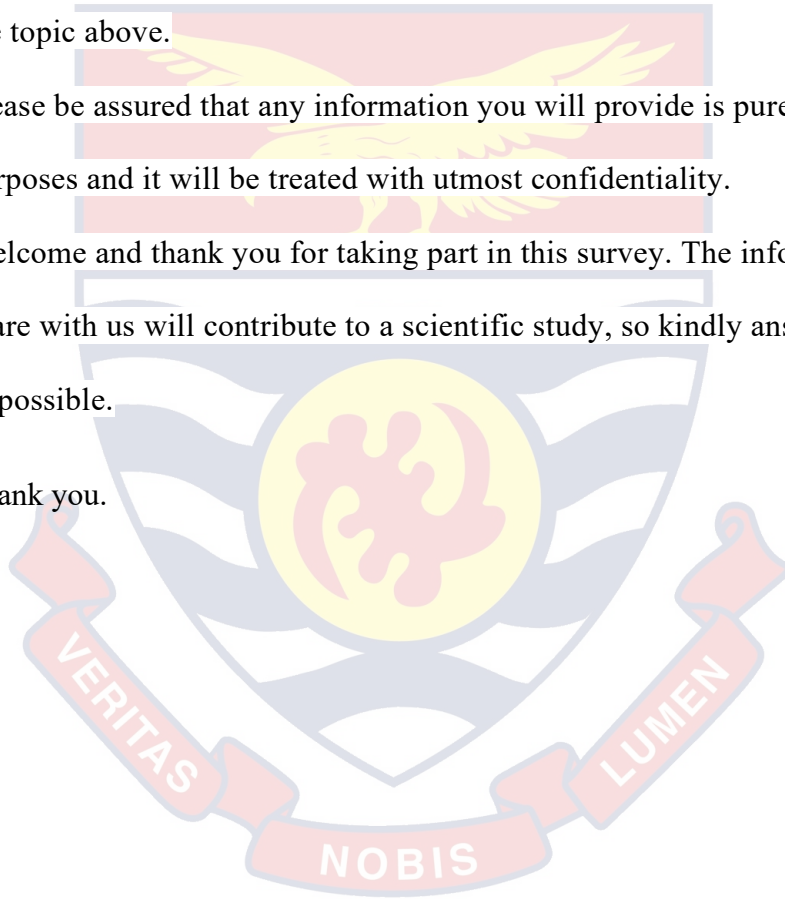 e topic above.
ease be assured that any information you will provide is pure
rposes and it will be treated with utmost confidentiality.
elcome and thank you for taking part in this survey. The info
are with us will contribute to a scientific study, so kindly ans
possible.
ank you.
VERITAS
NOBIS
LUMEN